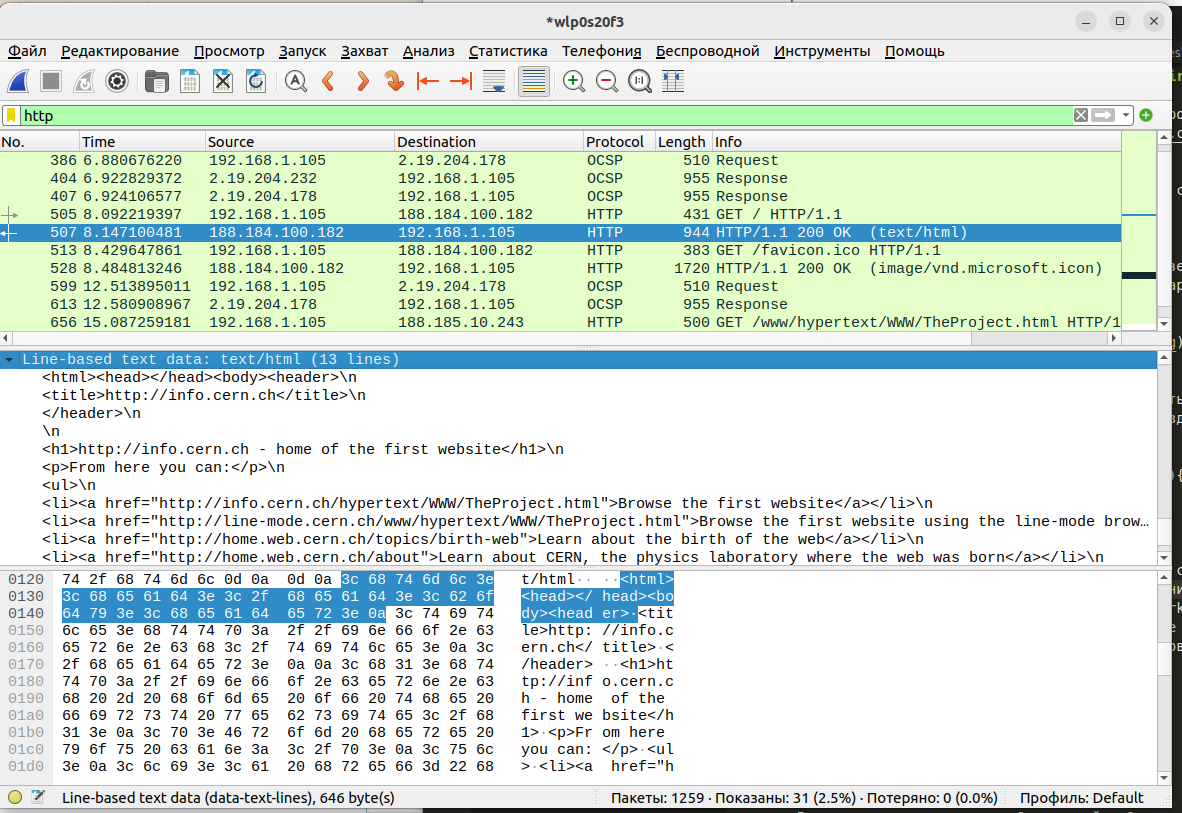 *wlp0s20f3
Файл Редактирование Просмотр Запуск Захват Анализ Статистика Телефония Беспроводной Инструменты Помощь
http
No. Time Source Destination Protocol Length Info
386 6.880676220 192.168.1.105 2.19.204.178 OCSP 510 Request
404 6.922829372 2.19.204.232 192.168.1.105 OCSP 955 Response
407 6.924106577 2.19.204.178 192.168.1.105 OCSP 955 Response
505 8.092219397 192.168.1.105 188.184.100.182 HTTP 431 GET / HTTP/1.1
507 8.147100481 188.184.100.182 192.168.1.105 HTTP 944 HTTP/1.1 200 OK (text/html)
513 8.429647861 192.168.1.105 188.184.100.182 HTTP 383 GET /favicon.ico HTTP/1.1
528 8.484813246 188.184.100.182 192.168.1.105 HTTP 1720 HTTP/1.1 200 OK (image/vnd.microsoft.icon)
599 12.513895011 192.168.1.105 2.19.204.178 OCSP 510 Request
613 12.580908967 2.19.204.178 192.168.1.105 OCSP 955 Response
656 15.087259181 192.168.1.105 188.185.10.243 HTTP 500 GET /www/hypertext/WWW/TheProject.html HTTP/1
Line-based text data: text/html (13 lines)
<html><head></head><body><header>\n
<title>http://info.cern.ch</title>\n
</header>\n
\n
<h1>http://info.cern.ch - home of the first website</h1>\n
<p>From here you can:</p>\n
<ul>\n
<li><a href="http://info.cern.ch/hypertext/WWW/TheProject.html">Browse the first website</a></li>\n
<li><a href="http://line-mode.cern.ch/www/hypertext/WWW/TheProject.html">Browse the first website using the line-mode brow…
<li><a href="http://home.web.cern.ch/topics/birth-web">Learn about the birth of the web</a></li>\n
<li><a href="http://home.web.cern.ch/about">Learn about CERN, the physics laboratory where the web was born</a></li>\n
0120 74 2f 68 74 6d 6c 0d 0a 0d 0a 3c 68 74 6d 6c 3e t/html·· ··<html>
0130 3c 68 65 61 64 3e 3c 2f 68 65 61 64 3e 3c 62 6f <head></ head><bo
0140 64 79 3e 3c 68 65 61 64 65 72 3e 0a 3c 74 69 74 dy><head er>·<tit
0150 6c 65 3e 68 74 74 70 3a 2f 2f 69 6e 66 6f 2e 63 le>http: //info.c
0160 65 72 6e 2e 63 68 3c 2f 74 69 74 6c 65 3e 0a 3c ern.ch</ title>·<
0170 2f 68 65 61 64 65 72 3e 0a 0a 3c 68 31 3e 68 74 /header> ··<h1>ht
0180 74 70 3a 2f 2f 69 6e 66 6f 2e 63 65 72 6e 2e 63 tp://inf o.cern.c
0190 68 20 2d 20 68 6f 6d 65 20 6f 66 20 74 68 65 20 h - home of the
01a0 66 69 72 73 74 20 77 65 62 73 69 74 65 3c 2f 68 first we bsite</h
01b0 31 3e 0a 3c 70 3e 46 72 6f 6d 20 68 65 72 65 20 1>·<p>Fr om here
01c0 79 6f 75 20 63 61 6e 3a 3c 2f 70 3e 0a 3c 75 6c you can: </p>·<ul
01d0 3e 0a 3c 6c 69 3e 3c 61 20 68 72 65 66 3d 22 68 >·<li><a href="h
Line-based text data (data-text-lines), 646 byte(s) Пакеты: 1259 · Показаны: 31 (2.5%) · Потеряно: 0 (0.0%) Профиль: Default